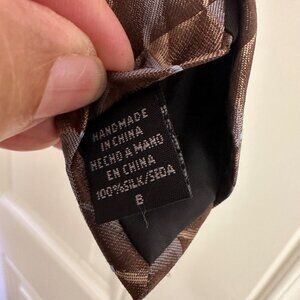 HANDMADE
IN CHINA
HECHO A MANO
EN CHINA
100%SILK/SEDA
B